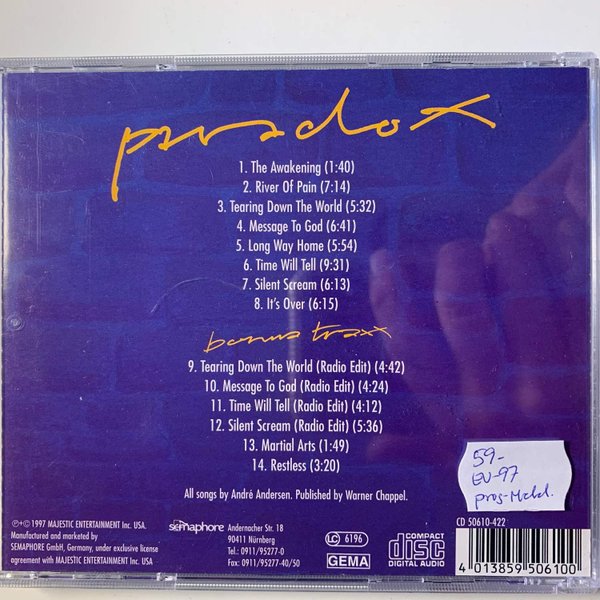 paradox
1. The Awakening (1:40)
2. River Of Pain (7:14)
3. Tearing Down The World (5:32)
4. Message To God (6:41)
5. Long Way Home (5:54)
6. Time Will Tell (9:31)
7. Silent Scream (6:13)
8. It's Over (6:15)
bonus traxx
9. Tearing Down The World (Radio Edit) (4:42)
10. Message To God (Radio Edit) (4:24)
11. Time Will Tell (Radio Edit) (4:12)
12. Silent Scream (Radio Edit) (5:36)
13. Martial Arts (1:49)
14. Restless (3:20)
All songs by André Andersen. Published by Warner Chappel.
59-
EU-97
prog-Metal.
℗+© 1997 MAJESTIC ENTERTAINMENT Inc. USA.
Manufactured and marketed by
SEMAPHORE GmbH, Germany, under exclusive license
agreement with MAJESTIC ENTERTAINMENT Inc. USA
semaphore
Andernacher Str. 18
90411 Nürnberg
Tel.: 0911/95277-0
Fax: 0911/95277-40/50
LC 6196
GEMA
COMPACT
disc
DIGITAL AUDIO
CD 50610-422
4 013859 506100